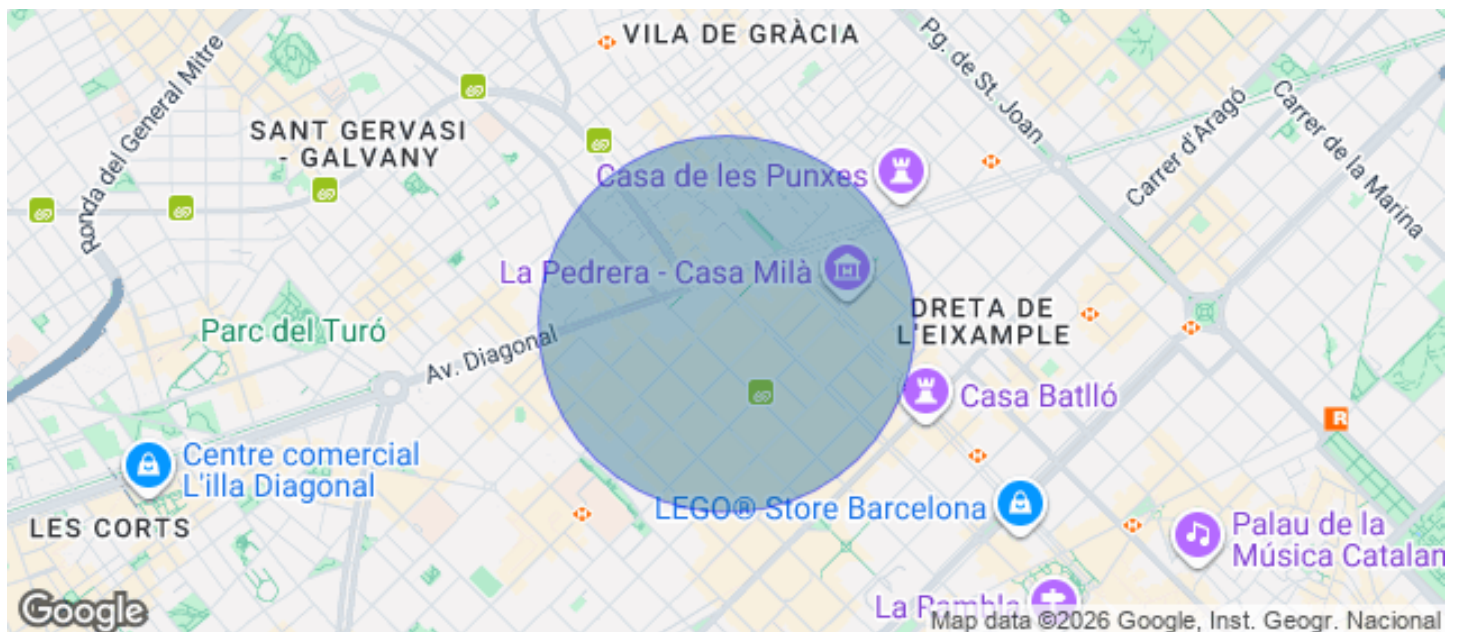 VILA DE GRÀCIA
Pg. de St. Joan
Ronda del General Mitre
SANT GERVASI
- GALVANY
Carrer d'Aragó
Carrer de la Marina
Casa de les Punxes
La Pedrera - Casa Milà
DRETA DE
L'EIXAMPLE
Parc del Turó
Av. Diagonal
Casa Batlló
R
Centre comercial
L'illa Diagonal
LEGO® Store Barcelona
LES CORTS
Palau de la
Música Catalan
La Rambla
Google
Map data ©2026 Google, Inst. Geogr. Nacional